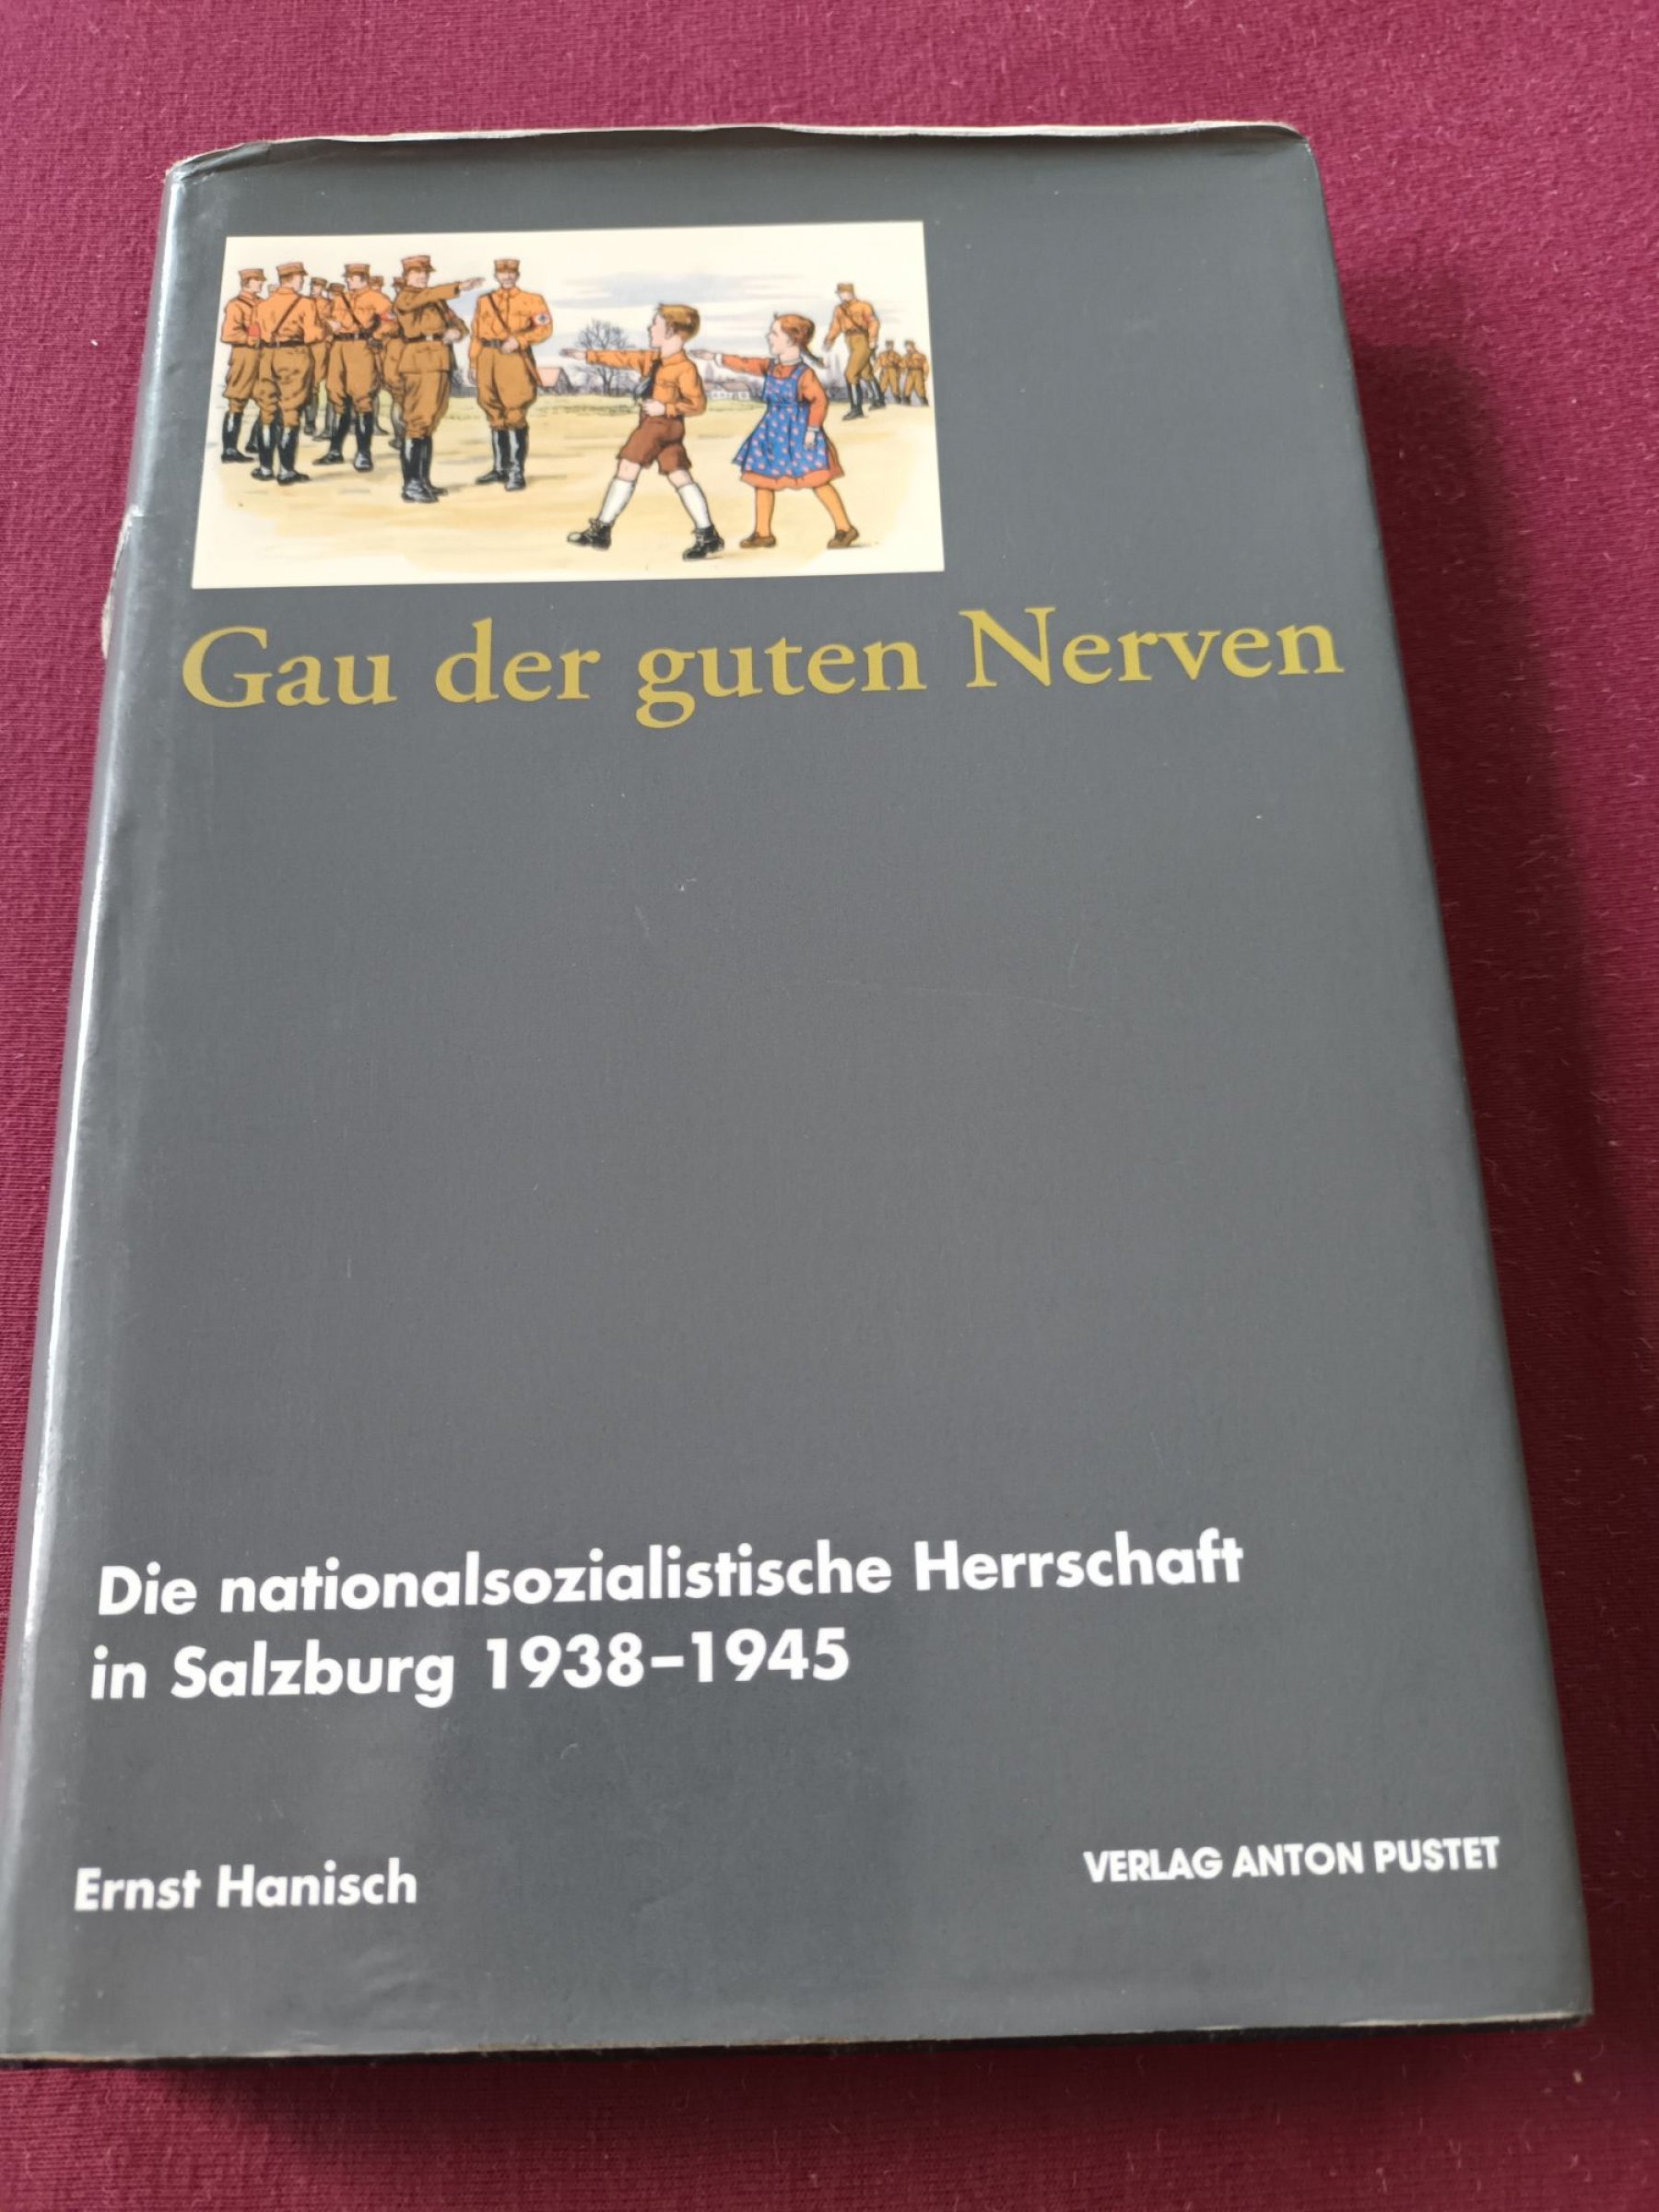 Gau der guten Nerven
Die nationalsozialistische Herrschaft
in Salzburg 1938–1945
Ernst Hanisch
VERLAG ANTON PUSTET